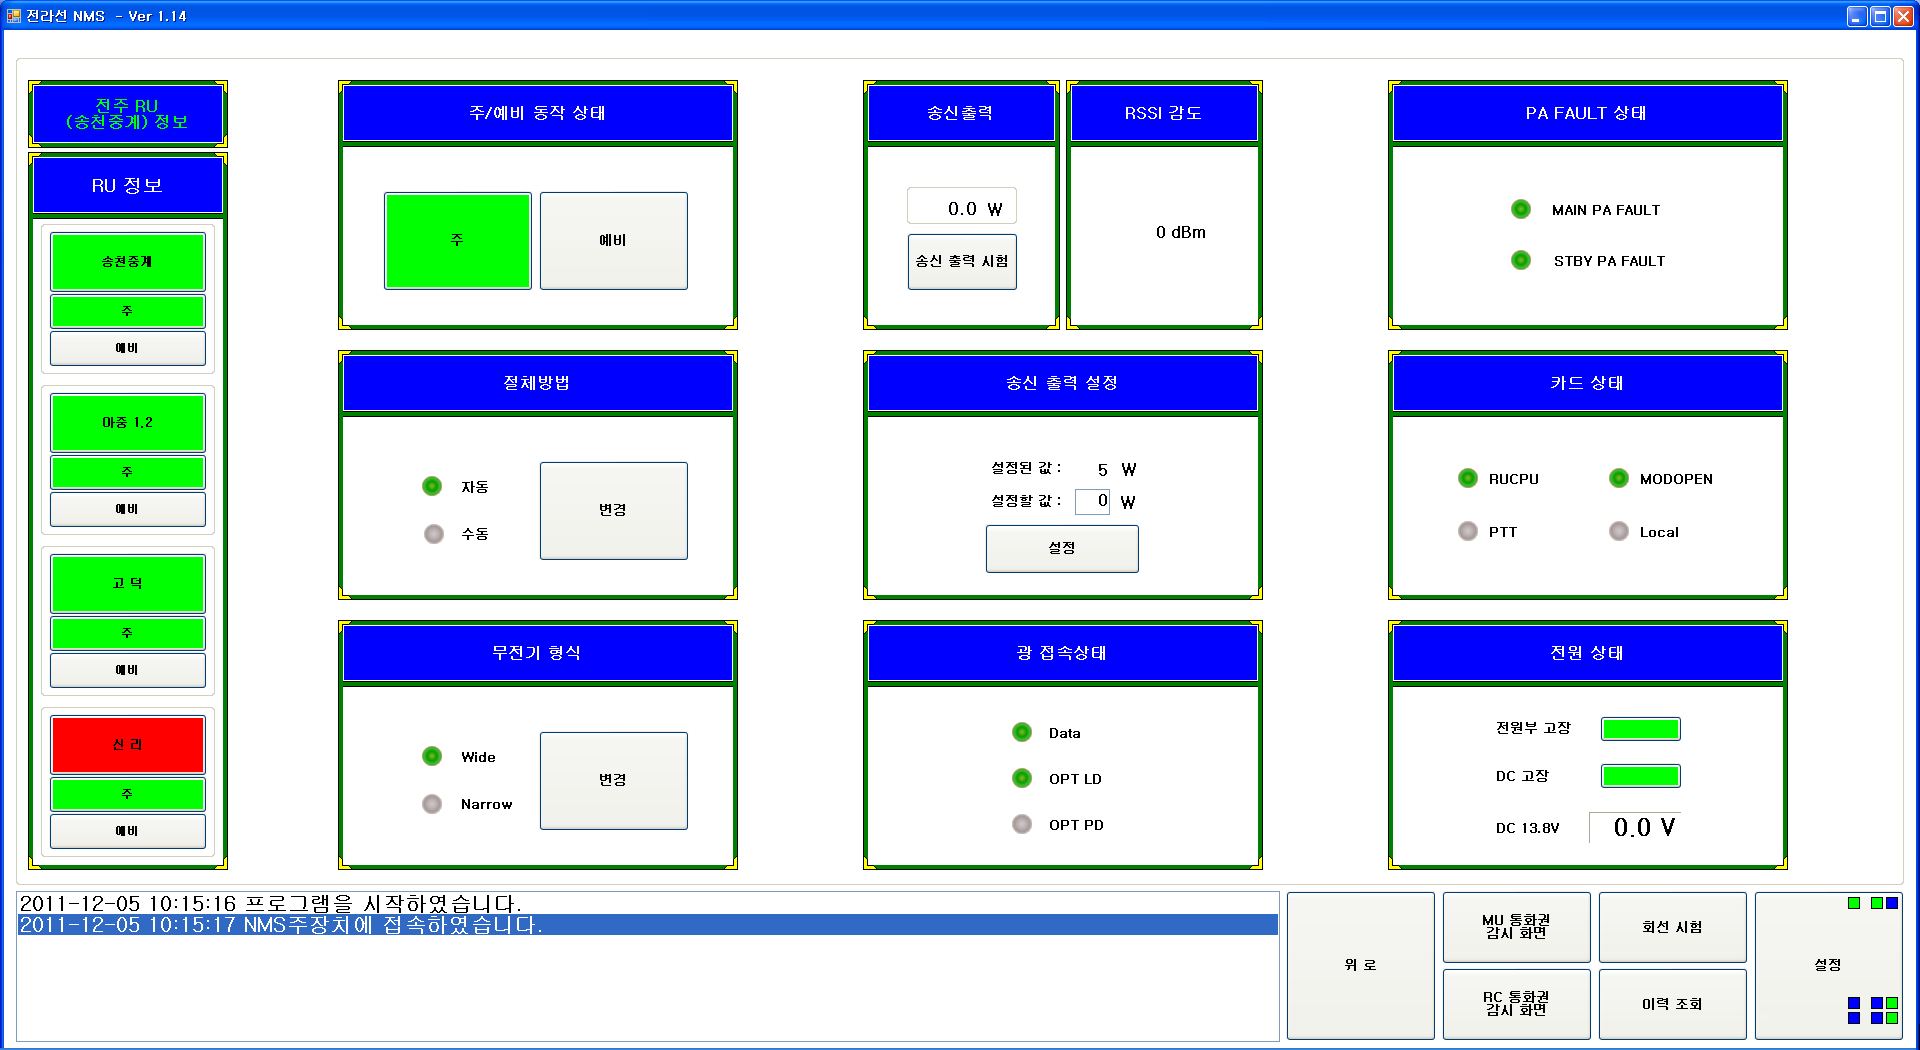 전라선 NMS - Ver 1.14
전주 RU
(송천중계) 정보
RU 정보
송천중계
주
예비
아중 1.2
주
예비
고 덕
주
예비
신 리
주
예비
주/예비 동작 상태
주
예비
송신출력
0.0 W
송신 출력 시험
RSSI 감도
0 dBm
PA FAULT 상태
MAIN PA FAULT
STBY PA FAULT
절체방법
자동
수동
변경
송신 출력 설정
설정된 값 : 5 W
설정할 값 : 0 W
설정
카드 상태
RUCPU
MODOPEN
PTT
Local
무전기 형식
Wide
Narrow
변경
광 접속상태
Data
OPT LD
OPT PD
전원 상태
전원부 고장
DC 고장
DC 13.8V 0.0 V
2011-12-05 10:15:16 프로그램을 시작하였습니다.
2011-12-05 10:15:17 NMS주장치에 접속하였습니다.
위 로
MU 통화권
감시 화면
RC 통화권
감시 화면
회선 시험
이력 조회
설정